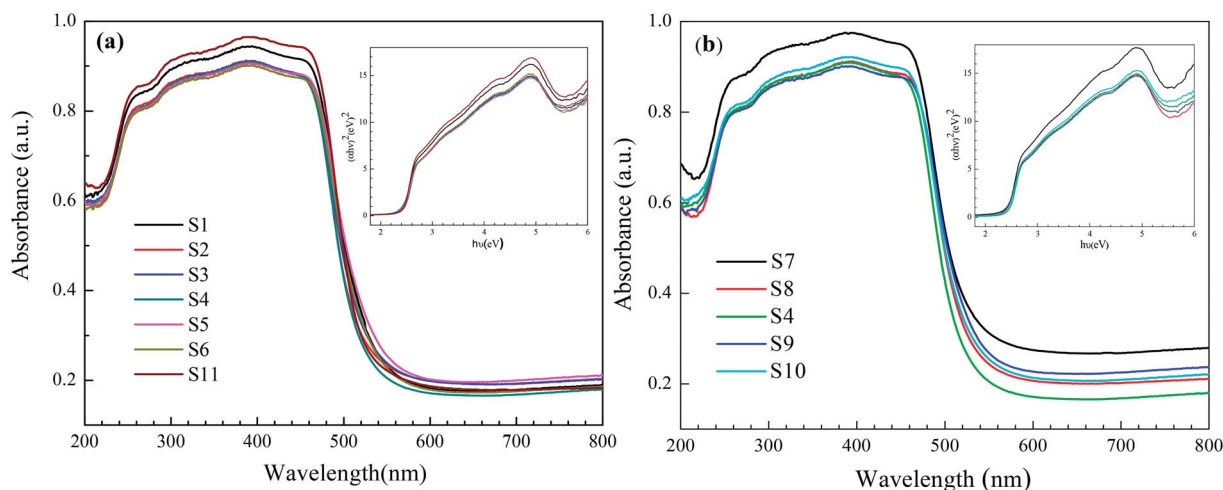 (a)
1.0
0.8
0.6
0.4
0.2
Absorbance (a.u.)
200 300 400 500 600 700 800
Wavelength(nm)
S1
S2
S3
S4
S5
S6
S11
15
10
5
0
(αhν)²(eV)²
2 3 4 5 6
hυ(eV)
(b)
1.0
0.8
0.6
0.4
0.2
Absorbance (a.u.)
200 300 400 500 600 700 800
Wavelength (nm)
S7
S8
S4
S9
S10
15
10
5
0
(αhν)²(eV)²
2 3 4 5 6
hυ(eV)